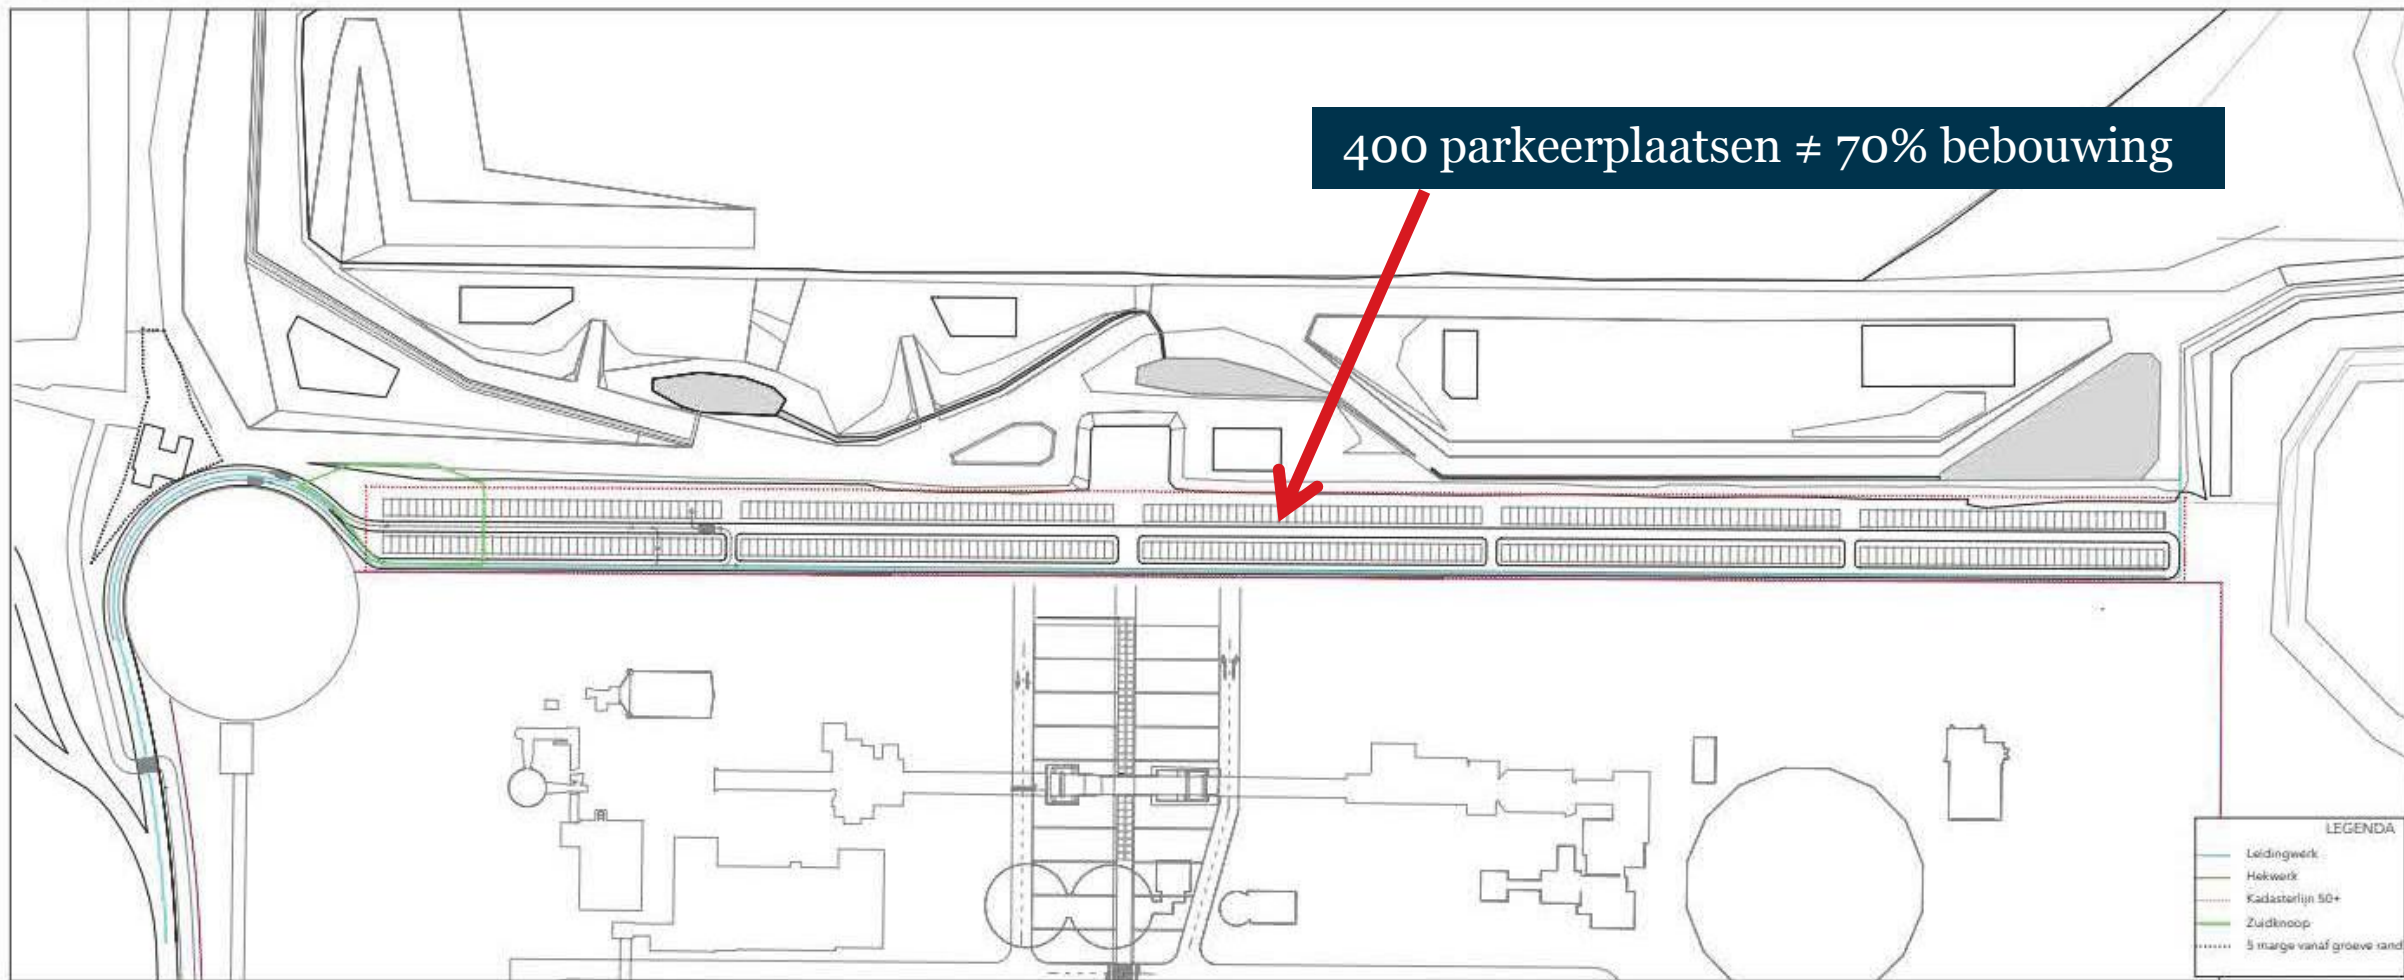 400 parkeerplaatsen ≠ 70% bebouwing
LEGENDA
Leidingwerk
Hekwerk
Kadasterlijn 50+
Zuidknoop
5 marge vanaf groeve rand